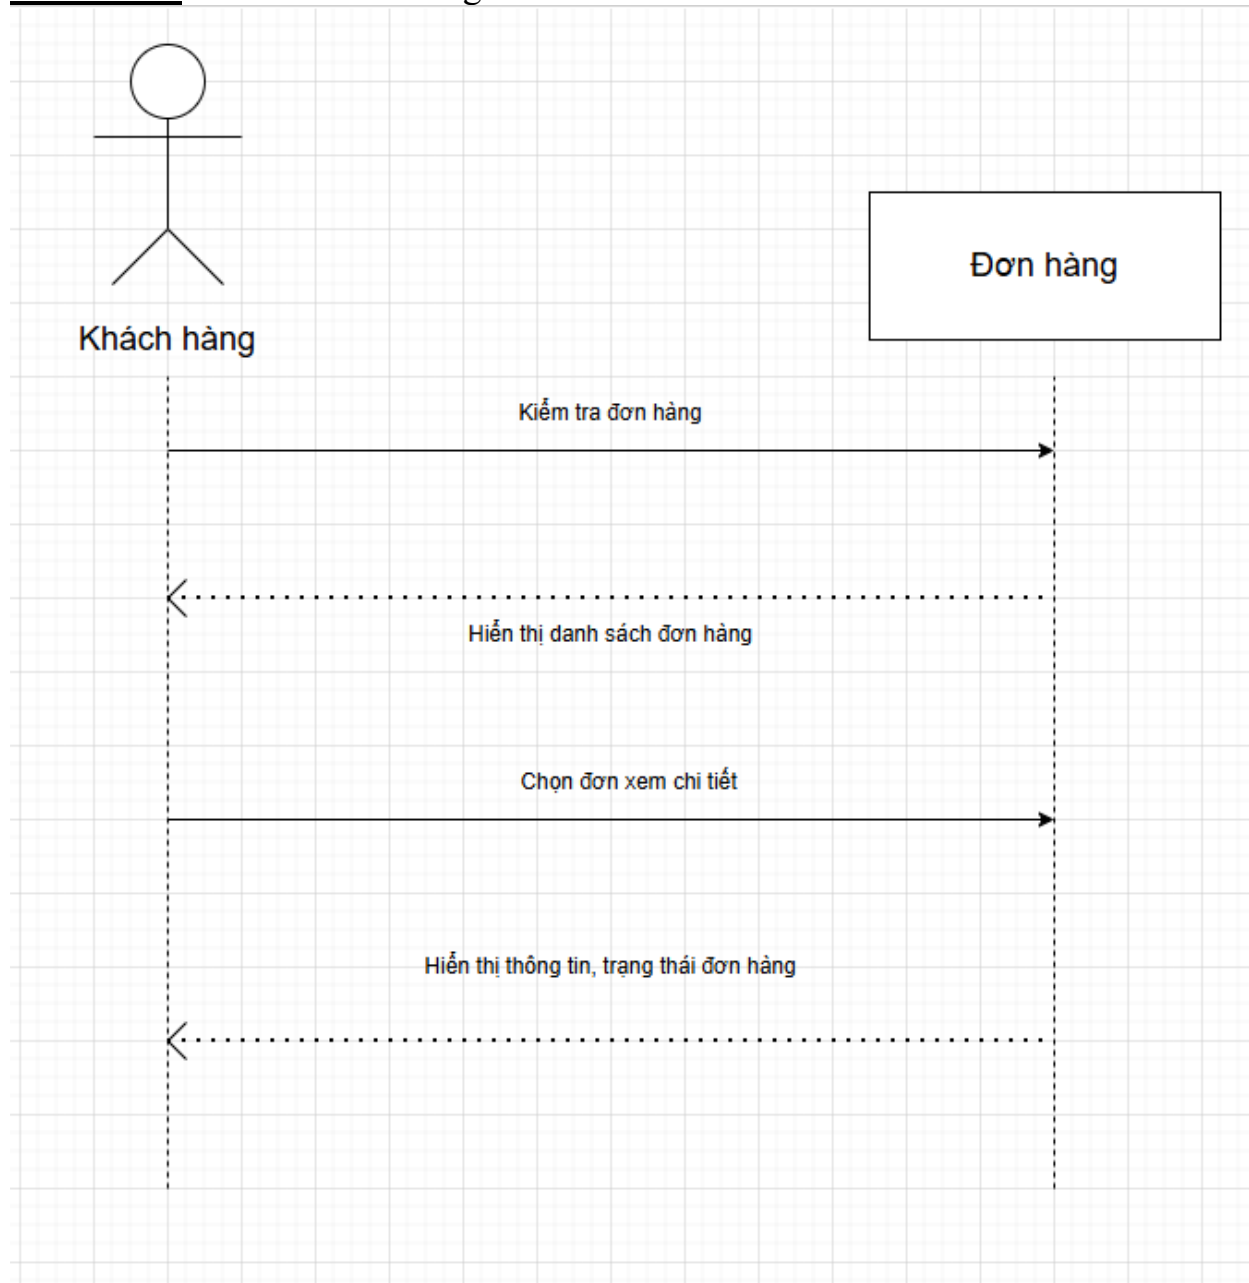 Đơn hàng
Khách hàng
Kiểm tra đơn hàng
Hiển thị danh sách đơn hàng
Chọn đơn xem chi tiết
Hiển thị thông tin, trạng thái đơn hàng